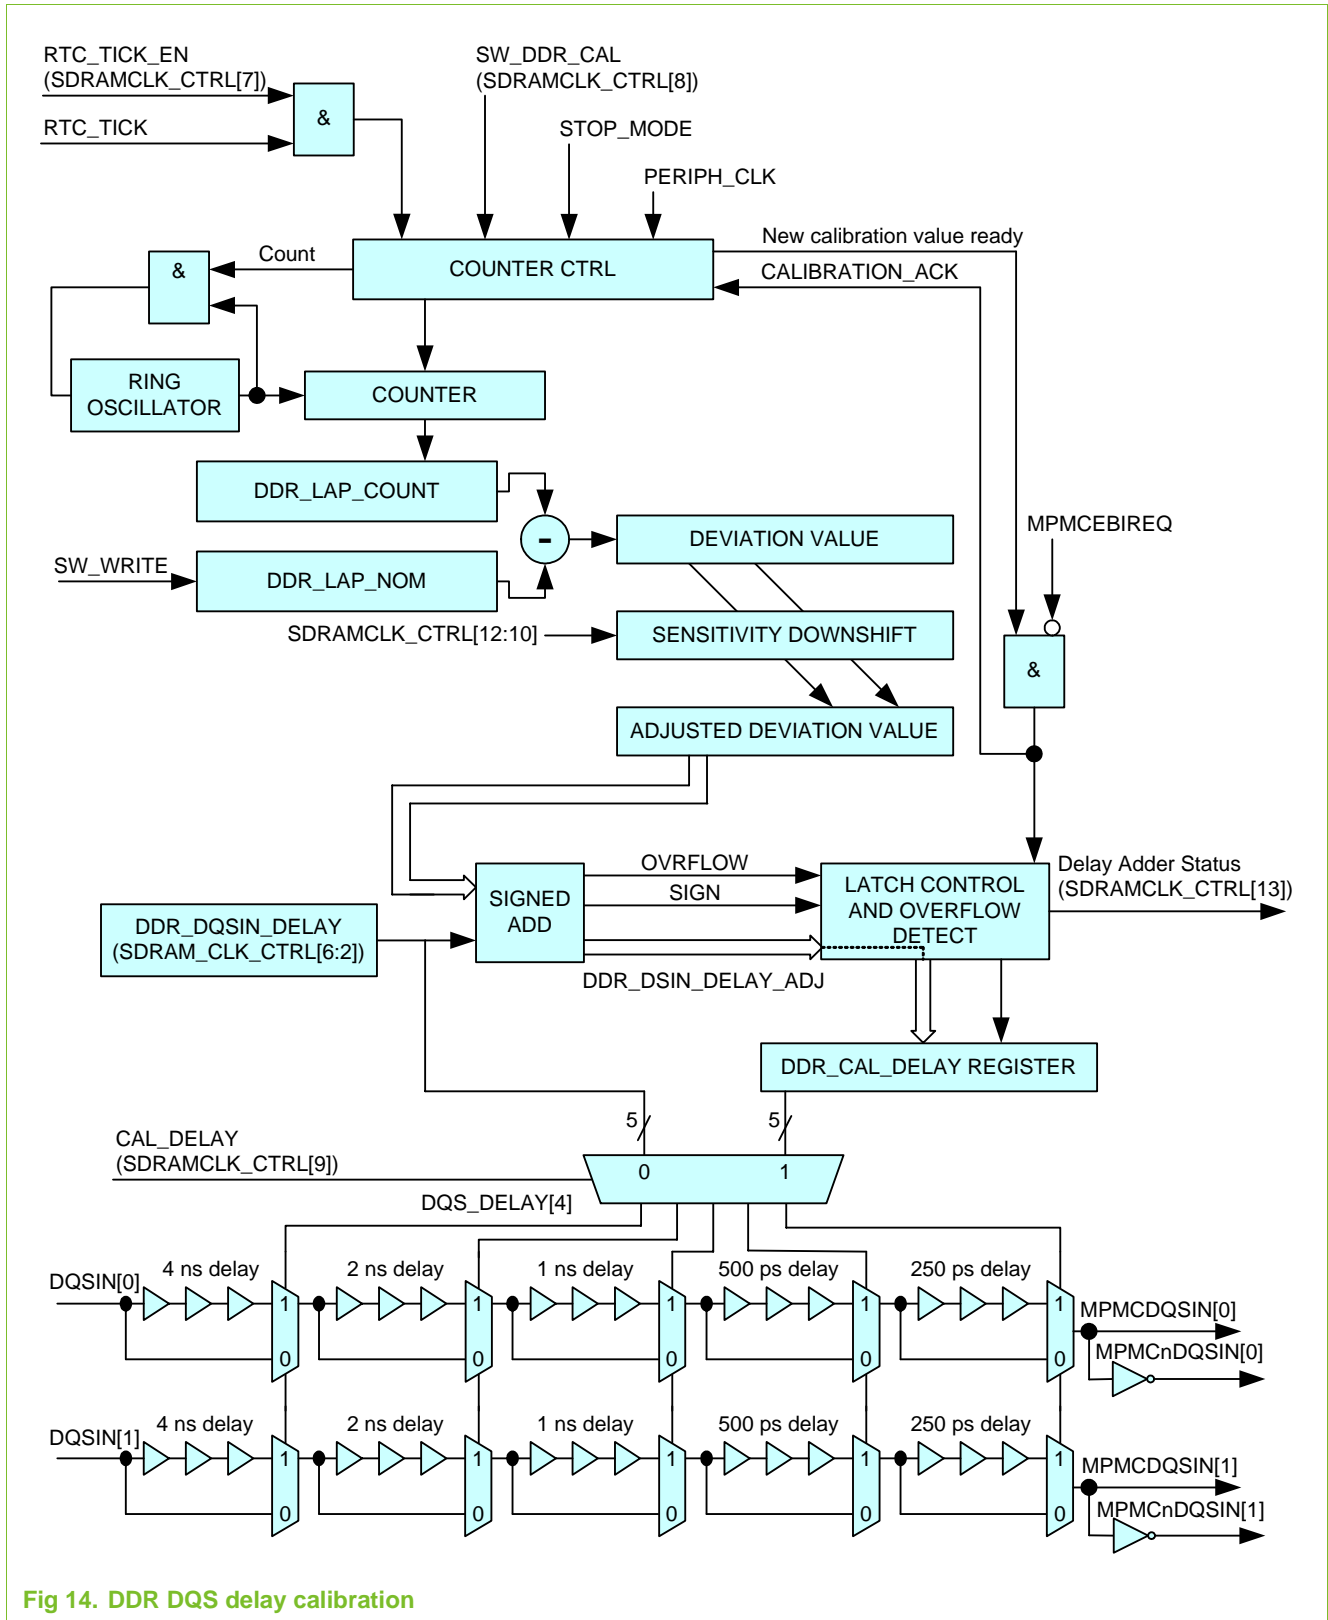 RTC_TICK_EN
(SDRAMCLK_CTRL[7])
RTC_TICK
&
SW_DDR_CAL
(SDRAMCLK_CTRL[8])
STOP_MODE
PERIPH_CLK
&
Count
COUNTER CTRL
New calibration value ready
CALIBRATION_ACK
RING
OSCILLATOR
COUNTER
DDR_LAP_COUNT
-
DEVIATION VALUE
MPMCEBIREQ
SW_WRITE
DDR_LAP_NOM
SDRAMCLK_CTRL[12:10]
SENSITIVITY DOWNSHIFT
&
ADJUSTED DEVIATION VALUE
DDR_DQSIN_DELAY
(SDRAM_CLK_CTRL[6:2])
SIGNED
ADD
OVRFLOW
SIGN
DDR_DSIN_DELAY_ADJ
LATCH CONTROL
AND OVERFLOW
DETECT
Delay Adder Status
(SDRAMCLK_CTRL[13])
DDR_CAL_DELAY REGISTER
5
5
CAL_DELAY
(SDRAMCLK_CTRL[9])
0
1
DQS_DELAY[4]
DQSIN[0]
4 ns delay
2 ns delay
1 ns delay
500 ps delay
250 ps delay
1
1
1
1
1
0
0
0
0
0
MPMCDQSIN[0]
MPMCnDQSIN[0]
DQSIN[1]
4 ns delay
2 ns delay
1 ns delay
500 ps delay
250 ps delay
1
1
1
1
1
0
0
0
0
0
MPMCDQSIN[1]
MPMCnDQSIN[1]
Fig 14. DDR DQS delay calibration